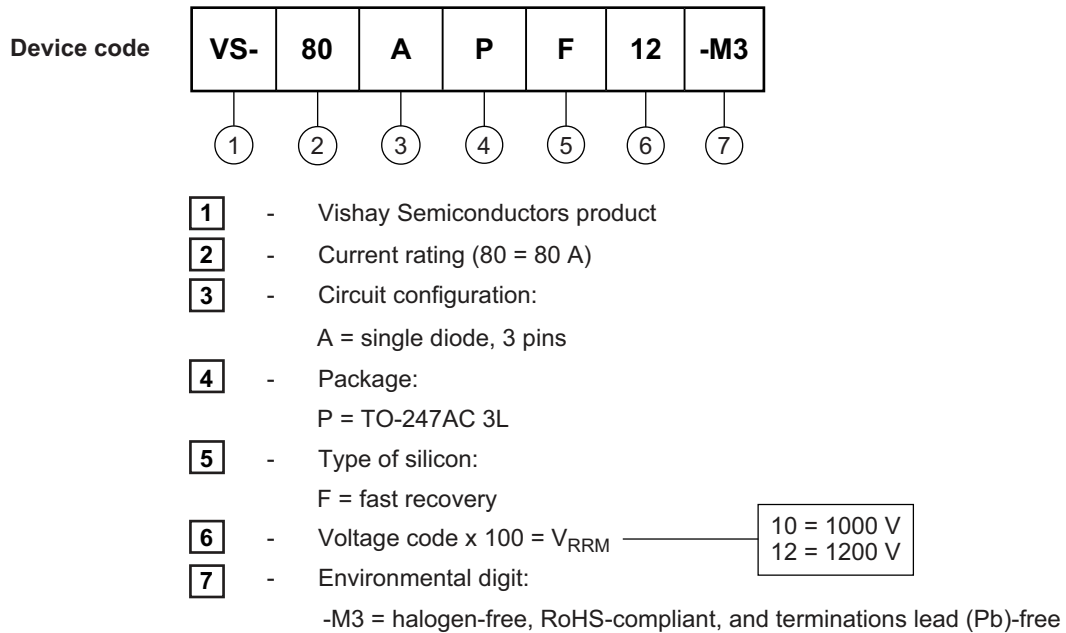 Device code VS- 80 A P F 12 -M3
1 2 3 4 5 6 7
1 - Vishay Semiconductors product
2 - Current rating (80 = 80 A)
3 - Circuit configuration:
A = single diode, 3 pins
4 - Package:
P = TO-247AC 3L
5 - Type of silicon:
F = fast recovery
6 - Voltage code x 100 = VRRM
10 = 1000 V
12 = 1200 V
7 - Environmental digit:
-M3 = halogen-free, RoHS-compliant, and terminations lead (Pb)-free